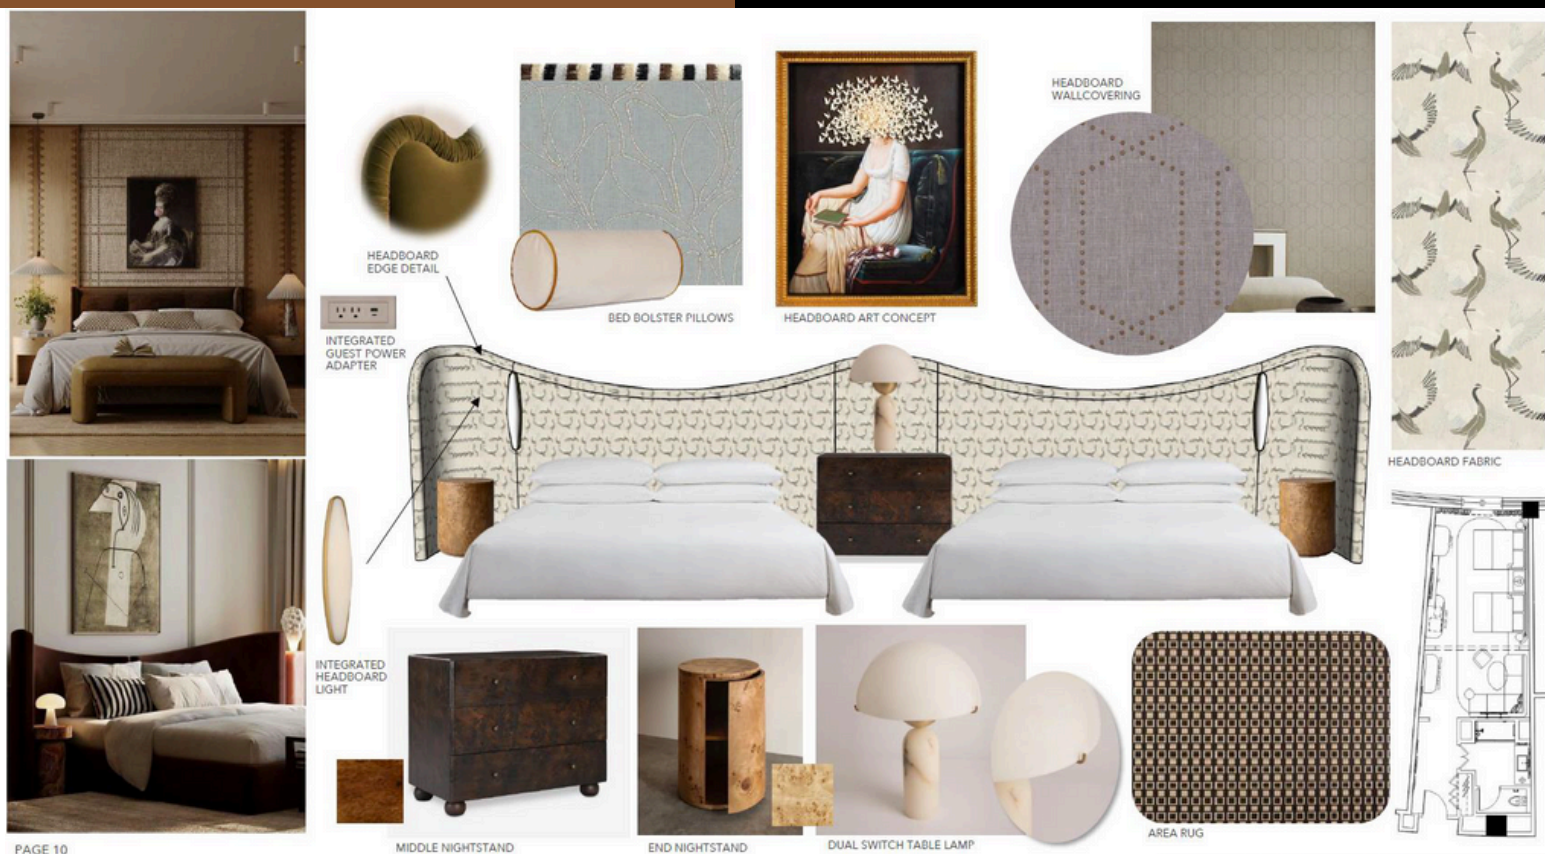 HEADBOARD
EDGE DETAIL
BED BOLSTER PILLOWS
HEADBOARD ART CONCEPT
HEADBOARD
WALLCOVERING
HEADBOARD FABRIC
INTEGRATED
GUEST POWER
ADAPTER
INTEGRATED
HEADBOARD
LIGHT
MIDDLE NIGHTSTAND
END NIGHTSTAND
DUAL SWITCH TABLE LAMP
AREA RUG
PAGE 10